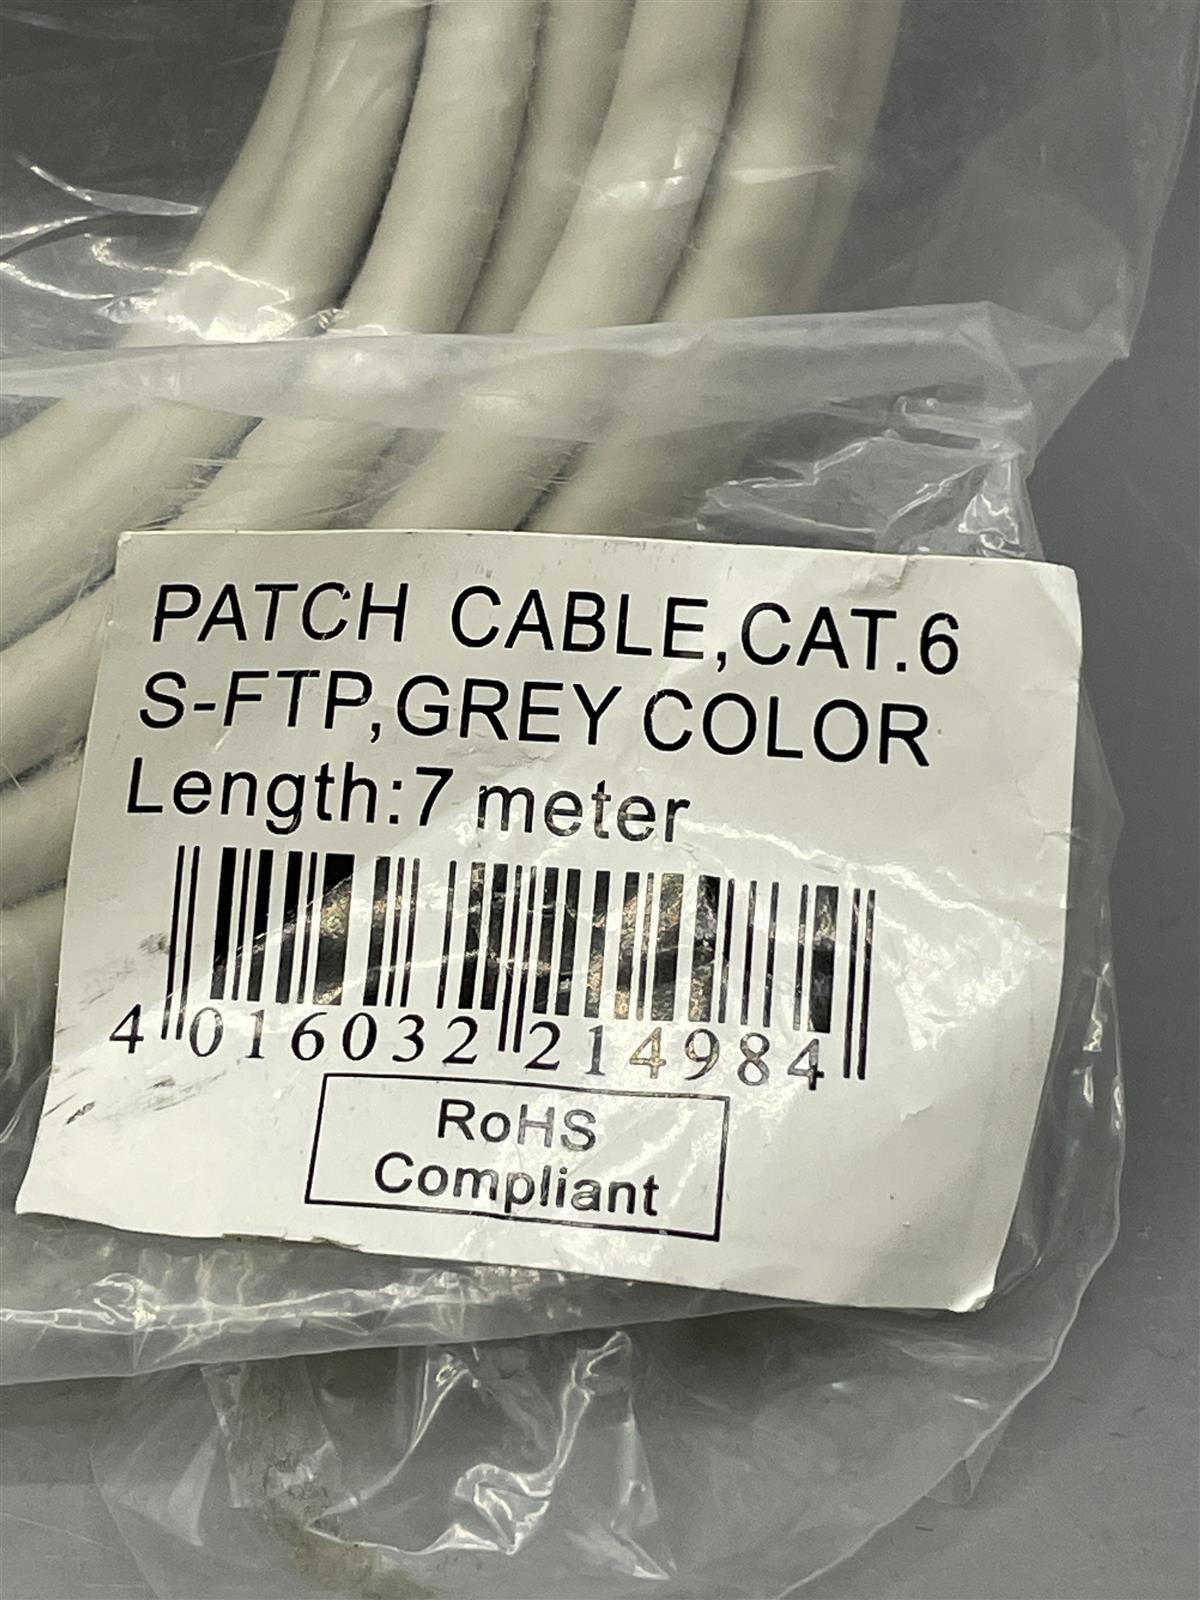 PATCH CABLE,CAT.6
S-FTP,GREY COLOR
Length:7 meter
4 016032 214984
RoHS
Compliant